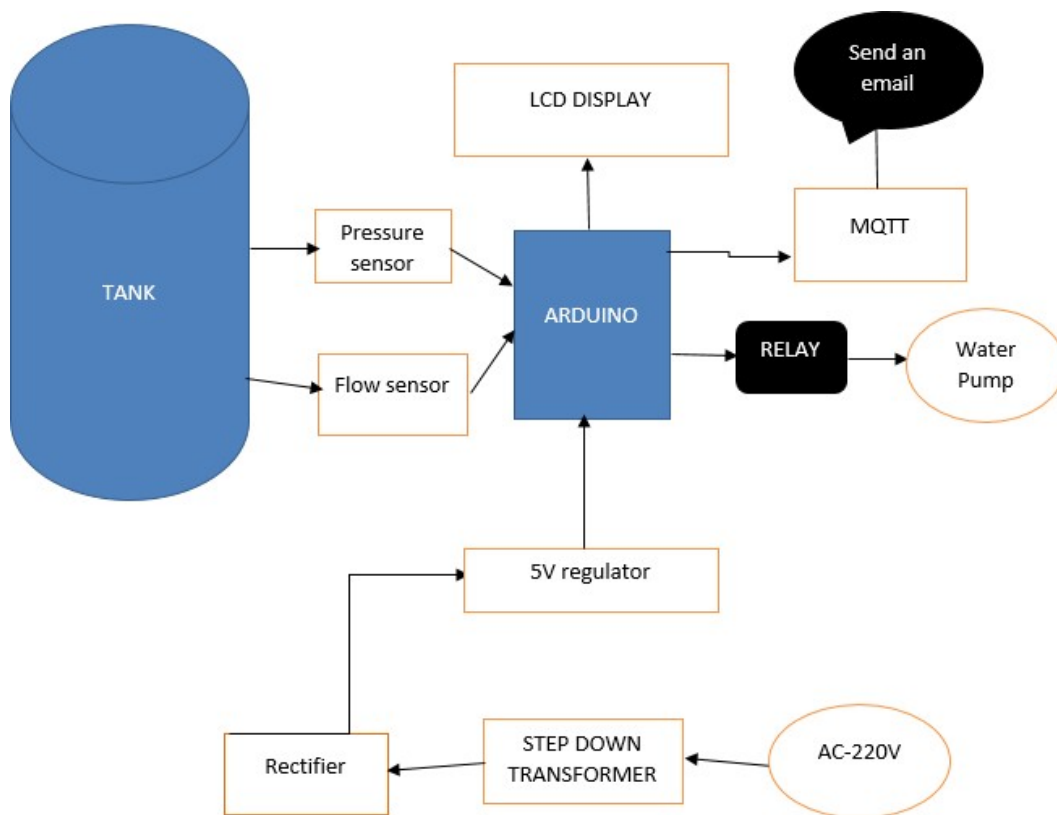 Send an
email
LCD DISPLAY
MQTT
Pressure
sensor
TANK
ARDUINO
RELAY
Water
Pump
Flow sensor
5V regulator
Rectifier
STEP DOWN
TRANSFORMER
AC-220V